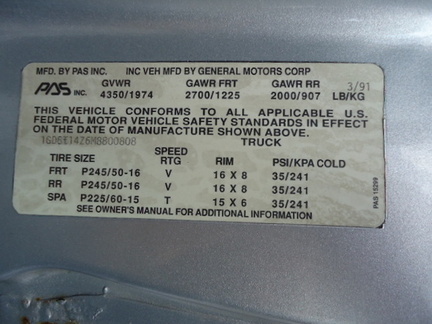 MFD. BY PAS INC. INC VEH MFD BY GENERAL MOTORS CORP
PAS INC. GVWR GAWR FRT GAWR RR 3/91
4350/1974 2700/1225 2000/907 LB/KG
THIS VEHICLE CONFORMS TO ALL APPLICABLE U.S.
FEDERAL MOTOR VEHICLE SAFETY STANDARDS IN EFFECT
ON THE DATE OF MANUFACTURE SHOWN ABOVE.
TRUCK
TIRE SIZE SPEED RTG RIM PSI/KPA COLD
FRT P245/50-16 V 16 X 8 35/241
RR P245/50-16 V 16 X 8 35/241
SPA P225/60-15 T 15 X 6 35/241
SEE OWNER'S MANUAL FOR ADDITIONAL INFORMATION
PAS 15299